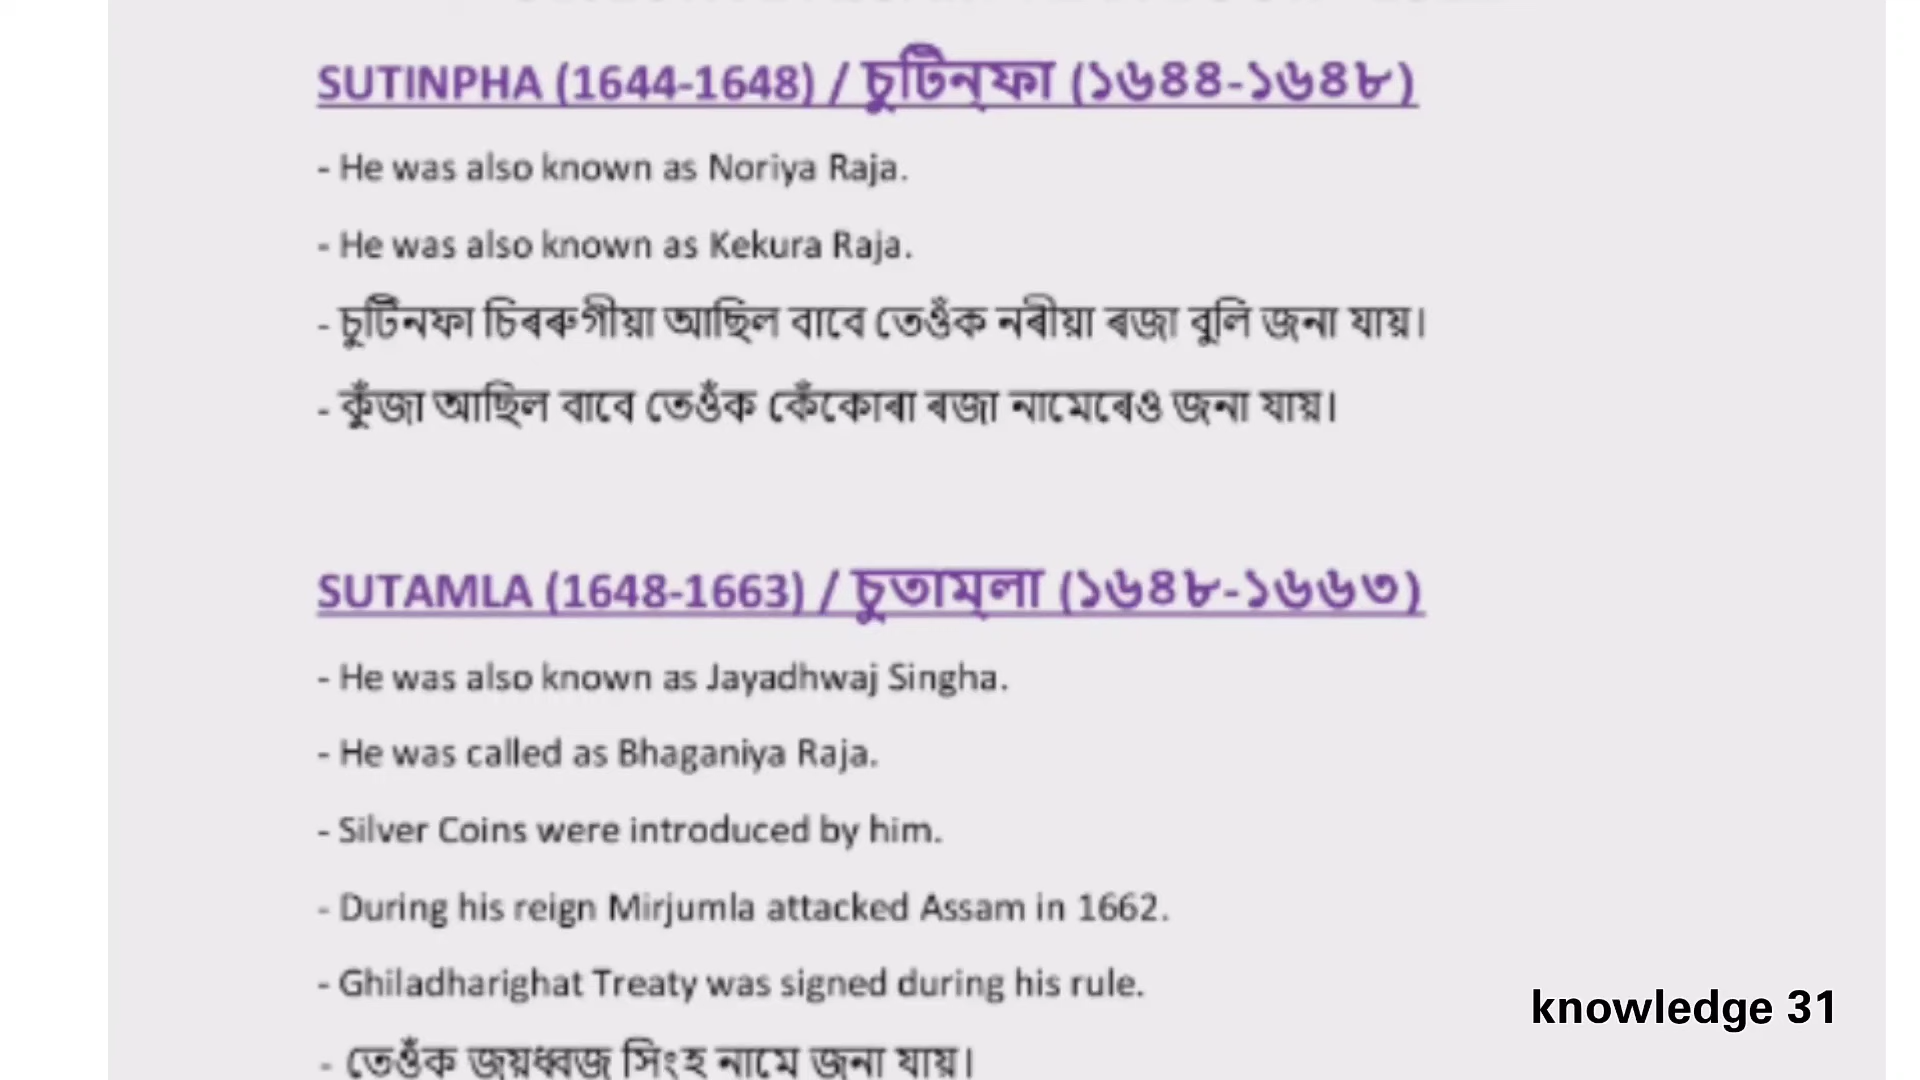 SUTINPHA (1644-1648) / চুটিন্‌ফা (১৬৪৪-১৬৪৮)
- He was also known as Noriya Raja.
- He was also known as Kekura Raja.
- চুটিনফা চিৰৰুগীয়া আছিল বাবে তেওঁক নৰীয়া ৰজা বুলি জনা যায়।
- কুঁজা আছিল বাবে তেওঁক কেঁকোৰা ৰজা নামেৰেও জনা যায়।
SUTAMLA (1648-1663) / চুতাম্‌লা (১৬৪৮-১৬৬৩)
- He was also known as Jayadhwaj Singha.
- He was called as Bhaganiya Raja.
- Silver Coins were introduced by him.
- During his reign Mirjumla attacked Assam in 1662.
- Ghiladharighat Treaty was signed during his rule.
knowledge 31
- তেওঁক জয়ধ্বজ সিংহ নামে জনা যায়।